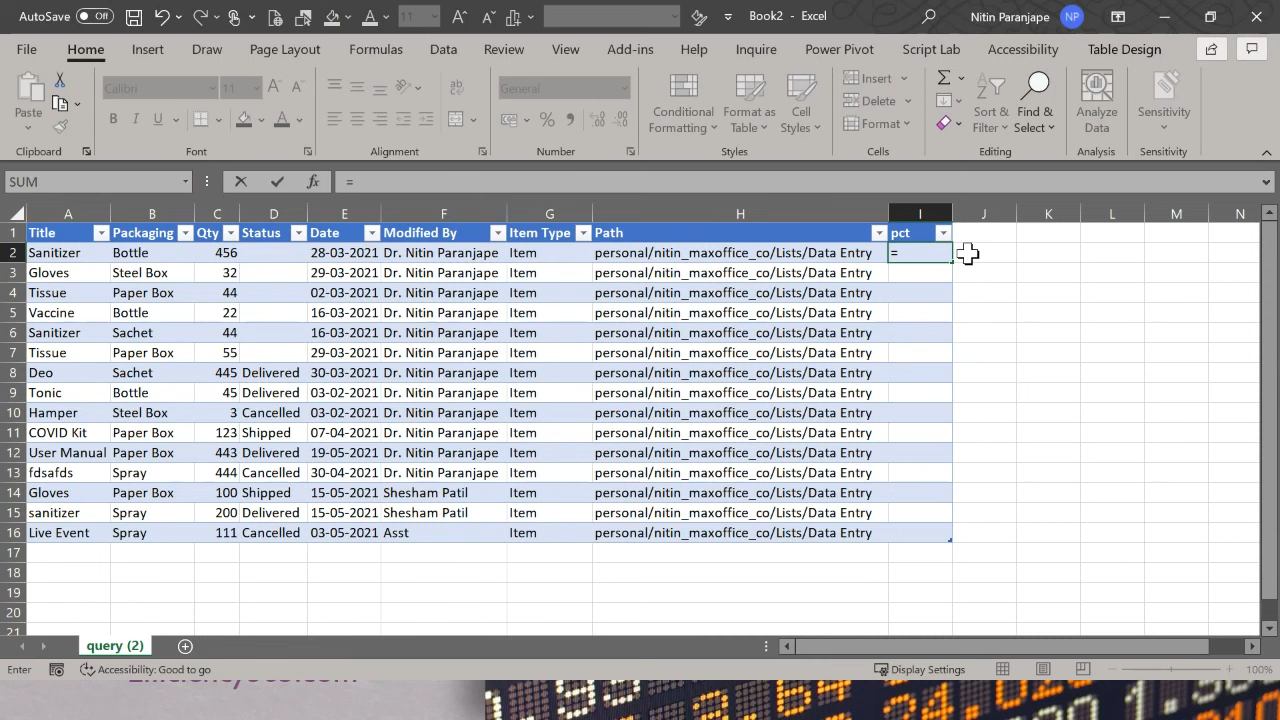 AutoSave Off 11 Book2 - Excel Nitin Paranjape NP
File Home Insert Draw Page Layout Formulas Data Review View Add-ins Help Inquire Power Pivot Script Lab Accessibility Table Design
Paste Calibri 11 General Conditional Formatting Format as Table Cell Styles Insert Delete Format Sort & Filter Find & Select Analyze Data Sensitivity
Clipboard Font Alignment Number Styles Cells Editing Analysis Sensitivity
SUM fx =
A B C D E F G H I J K L M N
1 Title Packaging Qty Status Date Modified By Item Type Path pct
2 Sanitizer Bottle 456 28-03-2021 Dr. Nitin Paranjape Item personal/nitin_maxoffice_co/Lists/Data Entry =
3 Gloves Steel Box 32 29-03-2021 Dr. Nitin Paranjape Item personal/nitin_maxoffice_co/Lists/Data Entry
4 Tissue Paper Box 44 02-03-2021 Dr. Nitin Paranjape Item personal/nitin_maxoffice_co/Lists/Data Entry
5 Vaccine Bottle 22 16-03-2021 Dr. Nitin Paranjape Item personal/nitin_maxoffice_co/Lists/Data Entry
6 Sanitizer Sachet 44 16-03-2021 Dr. Nitin Paranjape Item personal/nitin_maxoffice_co/Lists/Data Entry
7 Tissue Paper Box 55 29-03-2021 Dr. Nitin Paranjape Item personal/nitin_maxoffice_co/Lists/Data Entry
8 Deo Sachet 445 Delivered 30-03-2021 Dr. Nitin Paranjape Item personal/nitin_maxoffice_co/Lists/Data Entry
9 Tonic Bottle 45 Delivered 03-02-2021 Dr. Nitin Paranjape Item personal/nitin_maxoffice_co/Lists/Data Entry
10 Hamper Steel Box 3 Cancelled 03-02-2021 Dr. Nitin Paranjape Item personal/nitin_maxoffice_co/Lists/Data Entry
11 COVID Kit Paper Box 123 Shipped 07-04-2021 Dr. Nitin Paranjape Item personal/nitin_maxoffice_co/Lists/Data Entry
12 User Manual Paper Box 443 Delivered 19-05-2021 Dr. Nitin Paranjape Item personal/nitin_maxoffice_co/Lists/Data Entry
13 fdsafds Spray 444 Cancelled 30-04-2021 Dr. Nitin Paranjape Item personal/nitin_maxoffice_co/Lists/Data Entry
14 Gloves Paper Box 100 Shipped 15-05-2021 Shesham Patil Item personal/nitin_maxoffice_co/Lists/Data Entry
15 sanitizer Spray 200 Delivered 15-05-2021 Shesham Patil Item personal/nitin_maxoffice_co/Lists/Data Entry
16 Live Event Spray 111 Cancelled 03-05-2021 Asst Item personal/nitin_maxoffice_co/Lists/Data Entry
17
18
19
20
21
query (2)
Enter Accessibility: Good to go Display Settings 100%